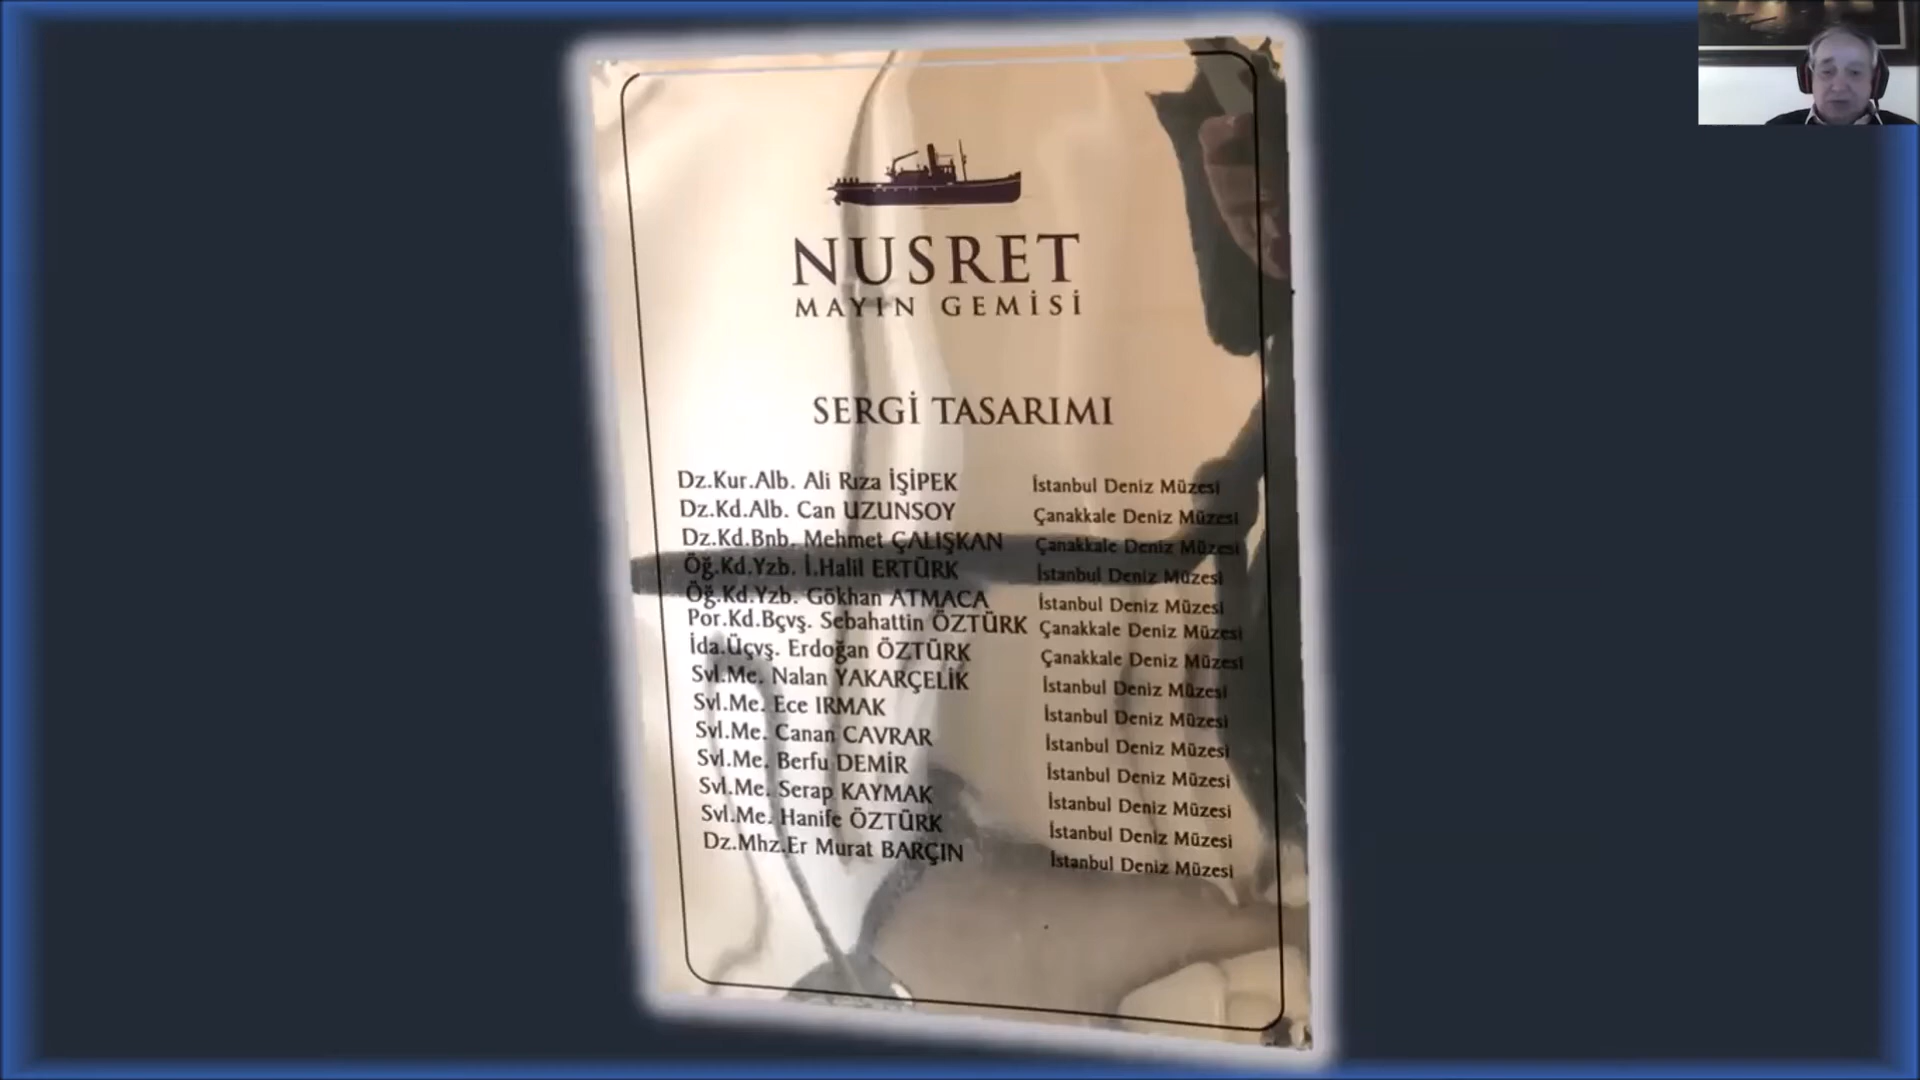 NUSRET
MAYIN GEMİSİ
SERGİ TASARIMI
Dz.Kur.Alb. Ali Rıza İŞİPEK İstanbul Deniz Müzesi
Dz.Kd.Alb. Can UZUNSOY Çanakkale Deniz Müzesi
Dz.Kd.Bnb. Mehmet ÇALIŞKAN Çanakkale Deniz Müzesi
Öğ.Kd.Yzb. İ.Halil ERTÜRK İstanbul Deniz Müzesi
Öğ.Kd.Yzb. Gökhan ATMACA İstanbul Deniz Müzesi
Por.Kd.Bçvş. Sebahattin ÖZTÜRK Çanakkale Deniz Müzesi
İda.Üçvş. Erdoğan ÖZTÜRK Çanakkale Deniz Müzesi
Svl.Me. Nalan YAKARÇELİK İstanbul Deniz Müzesi
Svl.Me. Ece IRMAK İstanbul Deniz Müzesi
Svl.Me. Canan CAVRAR İstanbul Deniz Müzesi
Svl.Me. Berfu DEMİR İstanbul Deniz Müzesi
Svl.Me. Serap KAYMAK İstanbul Deniz Müzesi
Svl.Me. Hanife ÖZTÜRK İstanbul Deniz Müzesi
Dz.Mhz.Er Murat BARÇIN İstanbul Deniz Müzesi